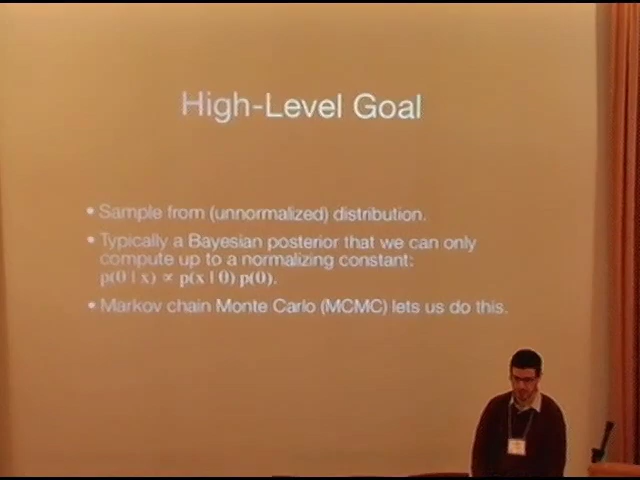 High-Level Goal
• Sample from (unnormalized) distribution.
• Typically a Bayesian posterior that we can only
compute up to a normalizing constant:
p(θ | x) ∝ p(x | θ) p(θ).
• Markov chain Monte Carlo (MCMC) lets us do this.